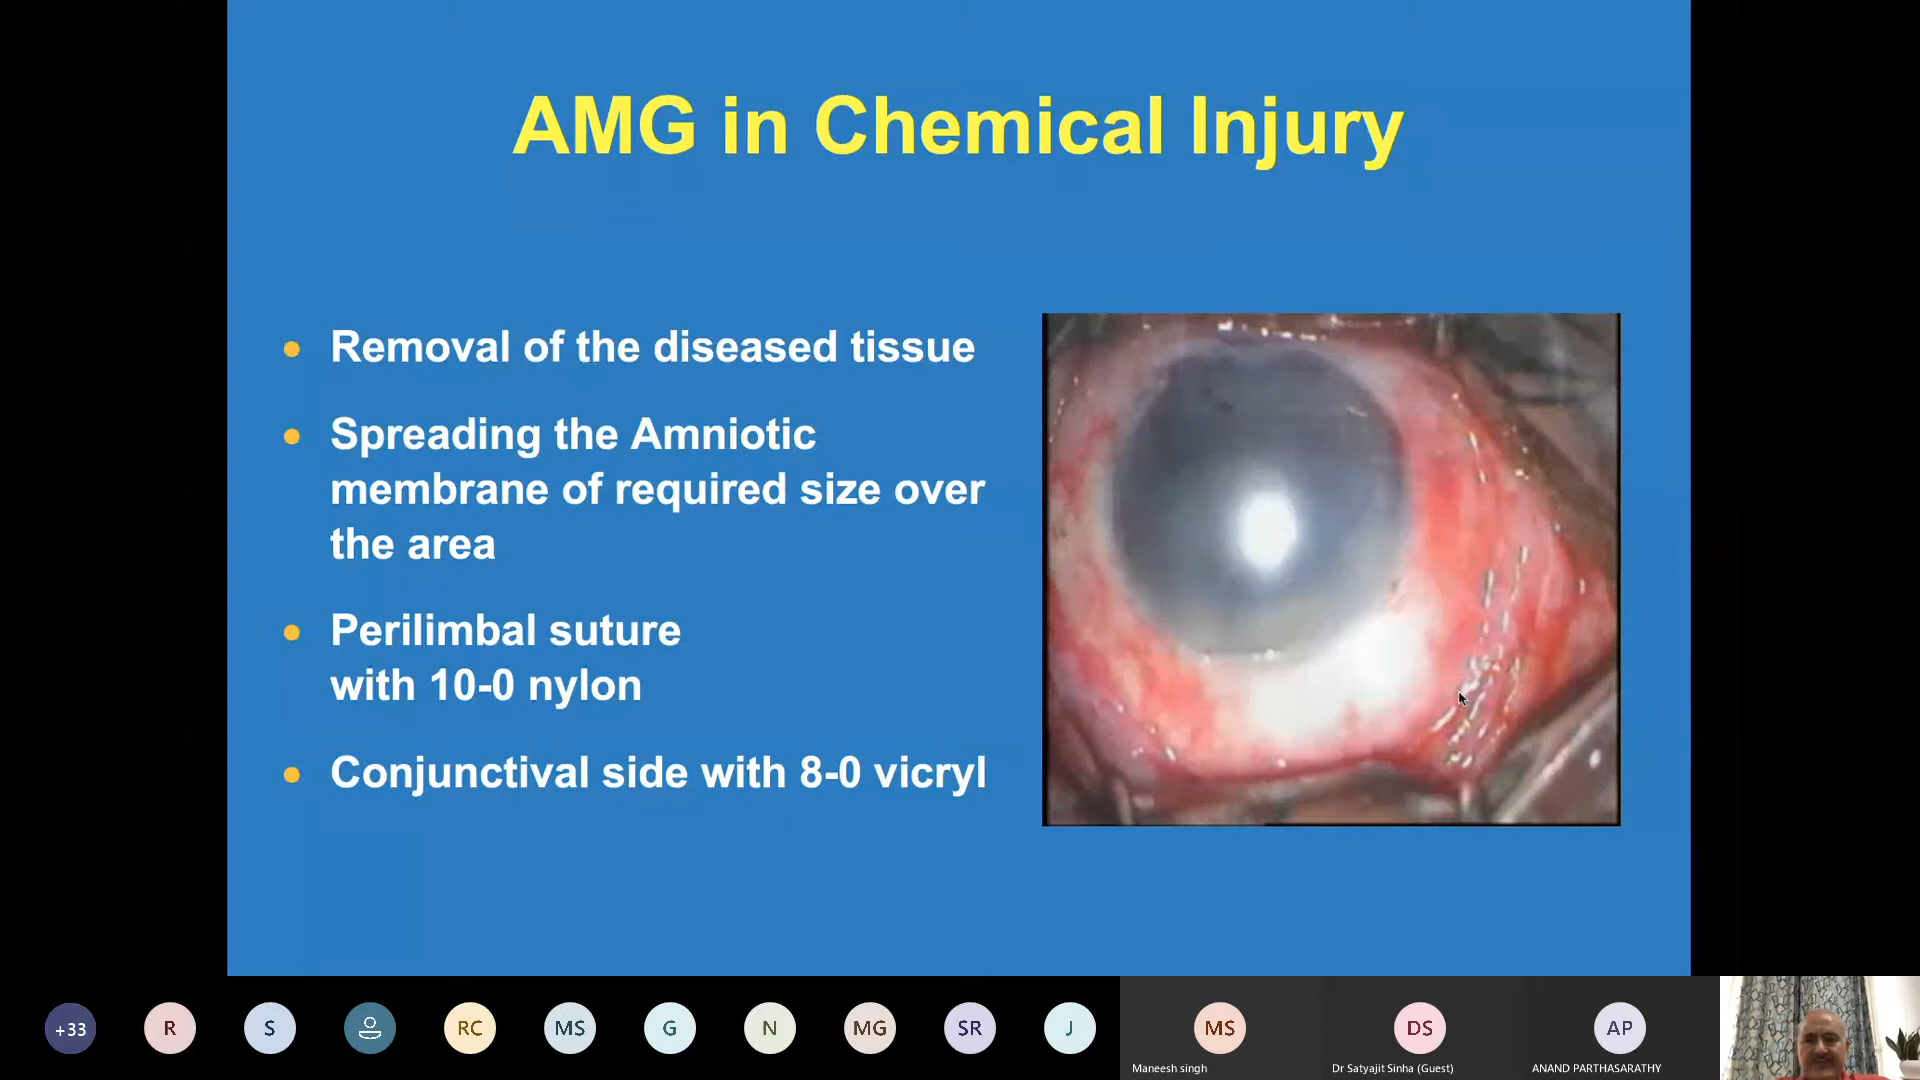 AMG in Chemical Injury
Removal of the diseased tissue
Spreading the Amniotic
membrane of required size over
the area
Perilimbal suture
with 10-0 nylon
Conjunctival side with 8-0 vicryl
+33
R
S
RC
MS
G
N
MG
SR
J
MS
DS
AP
Maneesh singh
Dr Satyajit Sinha (Guest)
ANAND PARTHASARATHY